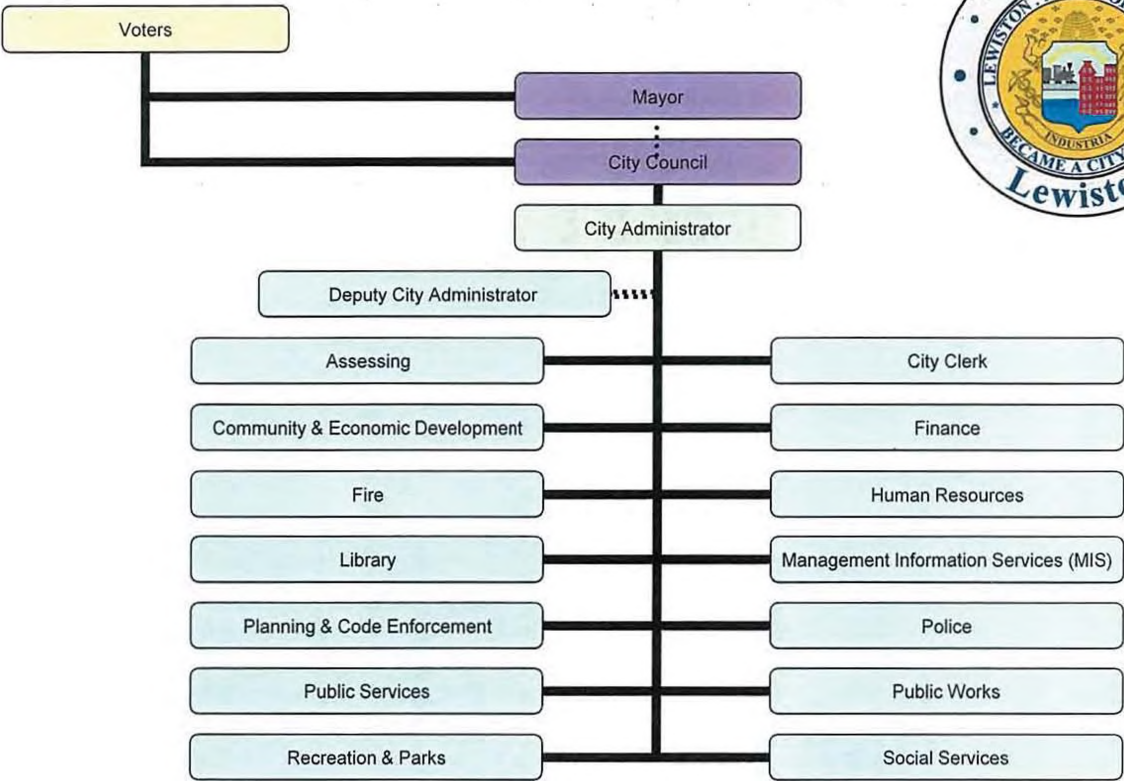 Voters
Mayor
City Council
City Administrator
Deputy City Administrator
Assessing
City Clerk
Community & Economic Development
Finance
Fire
Human Resources
Library
Management Information Services (MIS)
Planning & Code Enforcement
Police
Public Services
Public Works
Recreation & Parks
Social Services
INDUSTRIA
BECAME A CITY